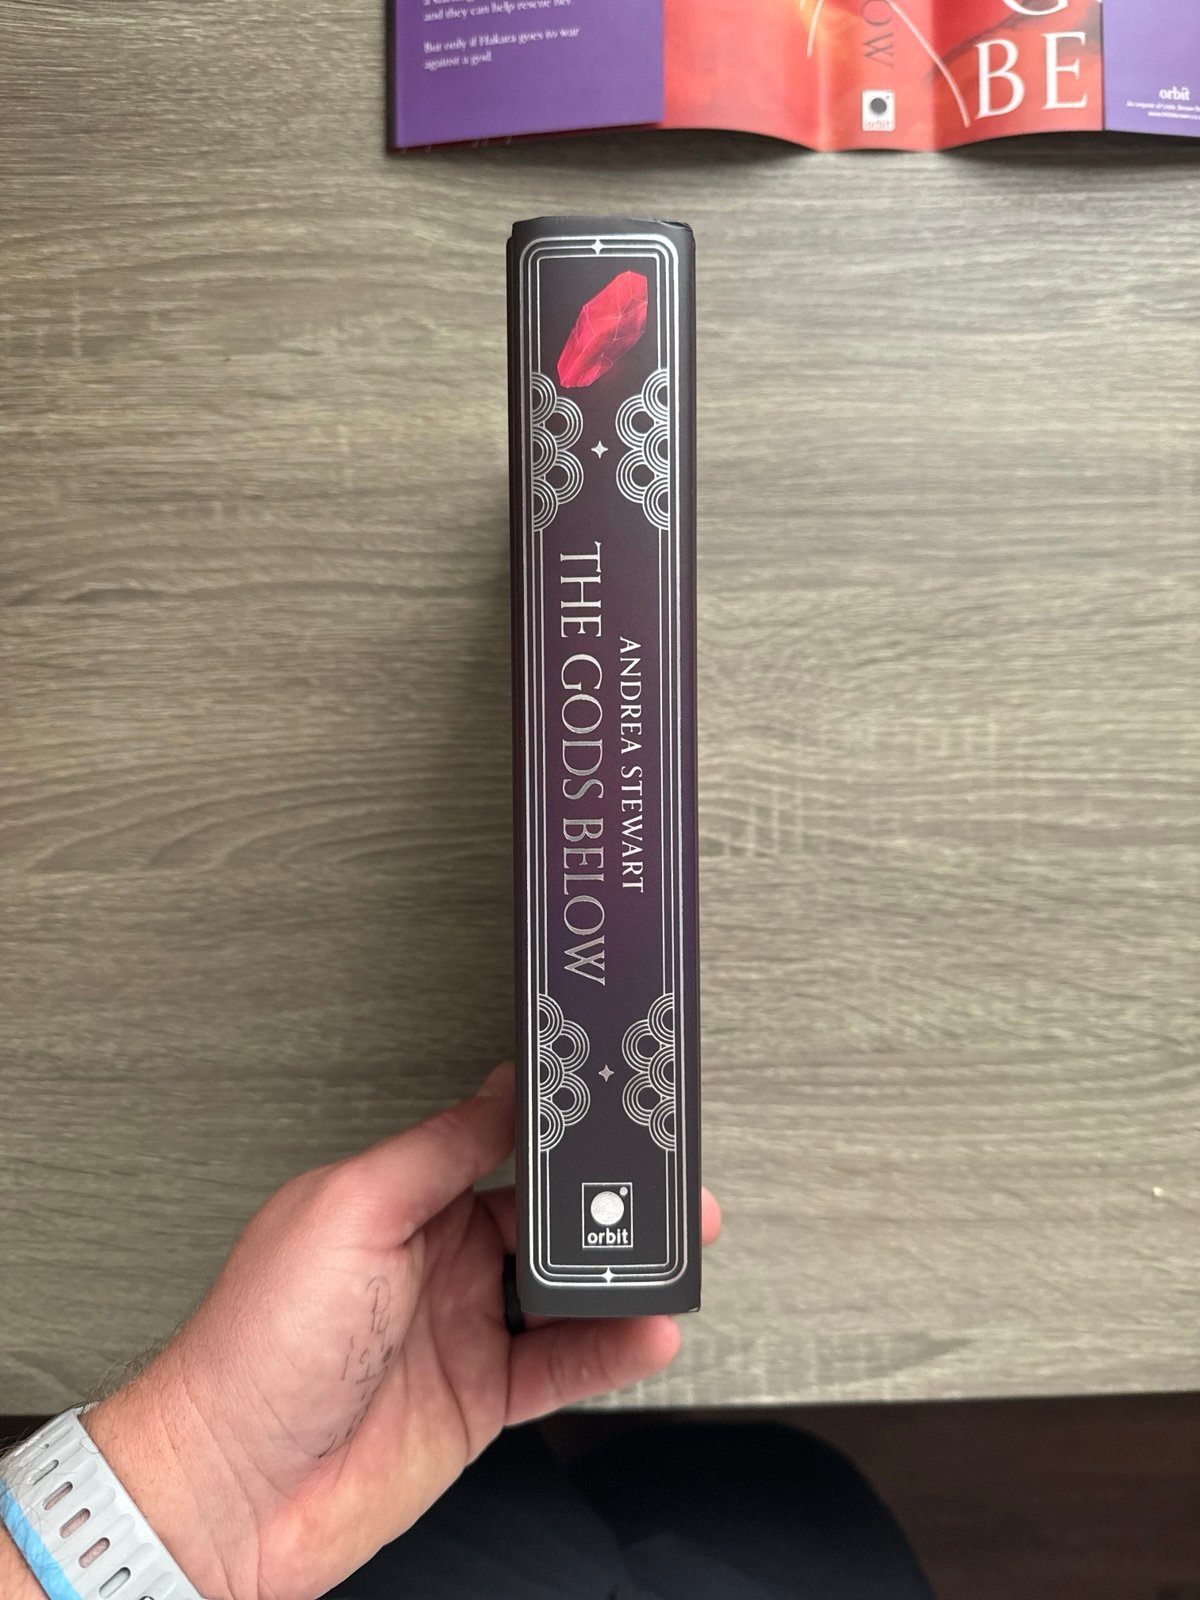 and they can help rescue her.
But only if Hakara goes to war
against a god.
OW
BE
orbit
THE GODS BELOW
ANDREA STEWART
orbit